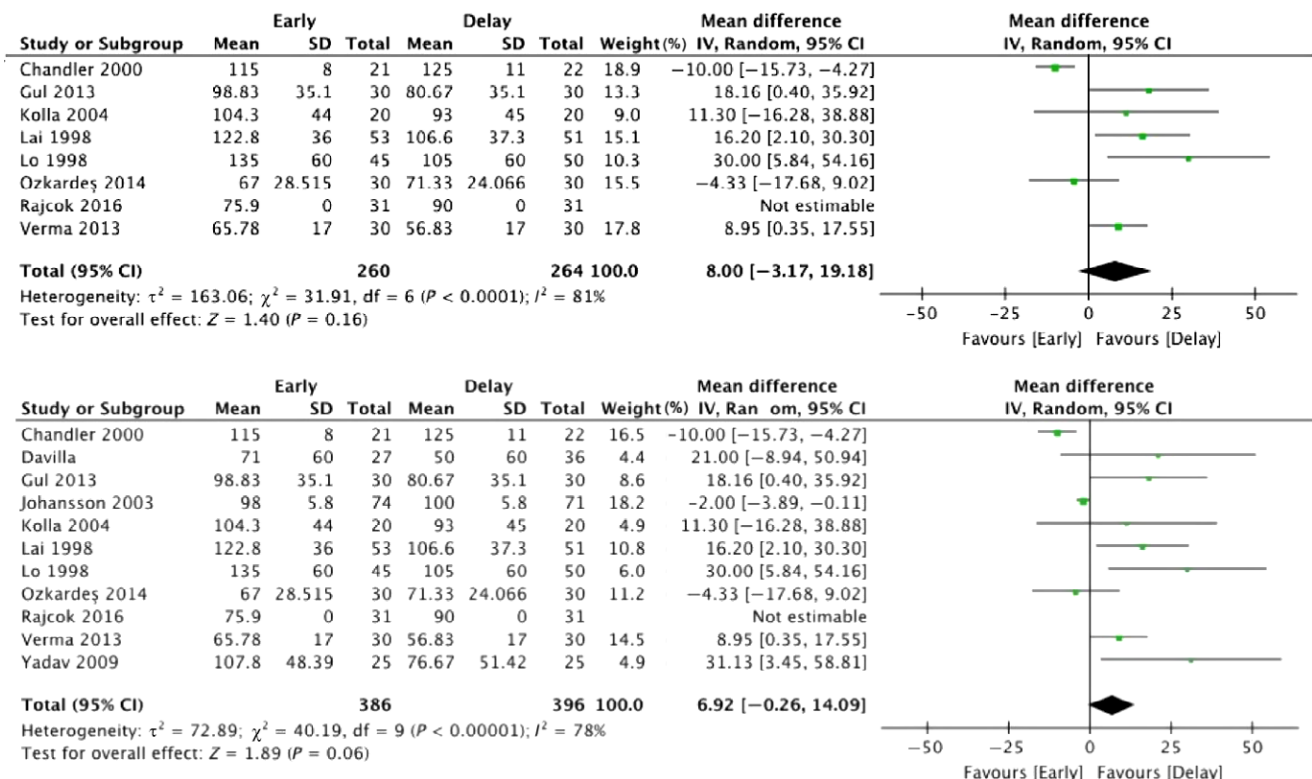 Early Delay Mean difference Mean difference
Study or Subgroup Mean SD Total Mean SD Total Weight(%) IV, Random, 95% CI IV, Random, 95% CI
Chandler 2000 115 8 21 125 11 22 18.9 −10.00 [−15.73, −4.27]
Gul 2013 98.83 35.1 30 80.67 35.1 30 13.3 18.16 [0.40, 35.92]
Kolla 2004 104.3 44 20 93 45 20 9.0 11.30 [−16.28, 38.88]
Lai 1998 122.8 36 53 106.6 37.3 51 15.1 16.20 [2.10, 30.30]
Lo 1998 135 60 45 105 60 50 10.3 30.00 [5.84, 54.16]
Ozkardeş 2014 67 28.515 30 71.33 24.066 30 15.5 −4.33 [−17.68, 9.02]
Rajcok 2016 75.9 0 31 90 0 31 Not estimable
Verma 2013 65.78 17 30 56.83 17 30 17.8 8.95 [0.35, 17.55]
Total (95% CI) 260 264 100.0 8.00 [−3.17, 19.18]
Heterogeneity: τ² = 163.06; χ² = 31.91, df = 6 (P < 0.0001); I² = 81%
Test for overall effect: Z = 1.40 (P = 0.16)
−50 −25 0 25 50
Favours [Early] Favours [Delay]
Early Delay Mean difference Mean difference
Study or Subgroup Mean SD Total Mean SD Total Weight(%) IV, Ran om, 95% CI IV, Random, 95% CI
Chandler 2000 115 8 21 125 11 22 16.5 −10.00 [−15.73, −4.27]
Davilla 71 60 27 50 60 36 4.4 21.00 [−8.94, 50.94]
Gul 2013 98.83 35.1 30 80.67 35.1 30 8.6 18.16 [0.40, 35.92]
Johansson 2003 98 5.8 74 100 5.8 71 18.2 −2.00 [−3.89, −0.11]
Kolla 2004 104.3 44 20 93 45 20 4.9 11.30 [−16.28, 38.88]
Lai 1998 122.8 36 53 106.6 37.3 51 10.8 16.20 [2.10, 30.30]
Lo 1998 135 60 45 105 60 50 6.0 30.00 [5.84, 54.16]
Ozkardeş 2014 67 28.515 30 71.33 24.066 30 11.2 −4.33 [−17.68, 9.02]
Rajcok 2016 75.9 0 31 90 0 31 Not estimable
Verma 2013 65.78 17 30 56.83 17 30 14.5 8.95 [0.35, 17.55]
Yadav 2009 107.8 48.39 25 76.67 51.42 25 4.9 31.13 [3.45, 58.81]
Total (95% CI) 386 396 100.0 6.92 [−0.26, 14.09]
Heterogeneity: τ² = 72.89; χ² = 40.19, df = 9 (P < 0.00001); I² = 78%
Test for overall effect: Z = 1.89 (P = 0.06)
−50 −25 0 25 50
Favours [Early] Favours [Delay]